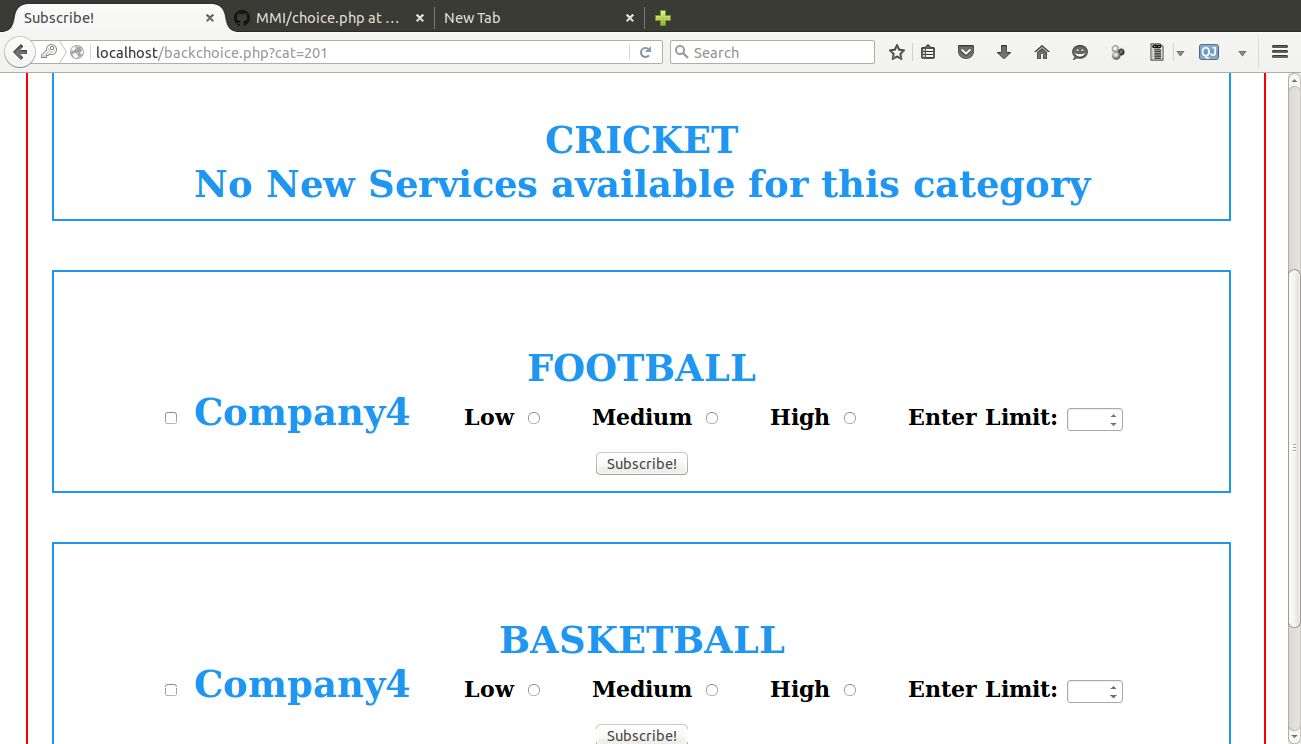 Subscribe!
MMI/choice.php at ...
New Tab
localhost/backchoice.php?cat=201
Search
QJ
CRICKET
No New Services available for this category
FOOTBALL
Company4 Low Medium High Enter Limit:
Subscribe!
BASKETBALL
Company4 Low Medium High Enter Limit:
Subscribe!